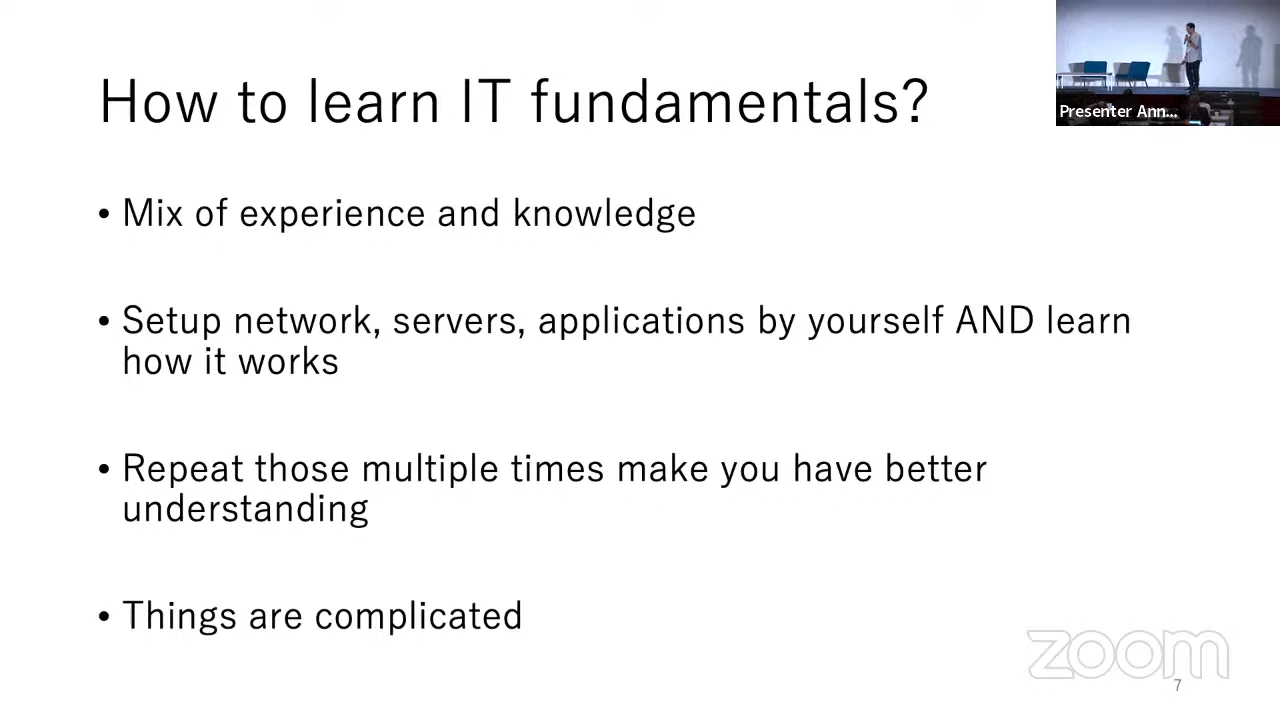 How to learn IT fundamentals?
Presenter Ann...
• Mix of experience and knowledge
• Setup network, servers, applications by yourself AND learn
how it works
• Repeat those multiple times make you have better
understanding
• Things are complicated
zoom
7